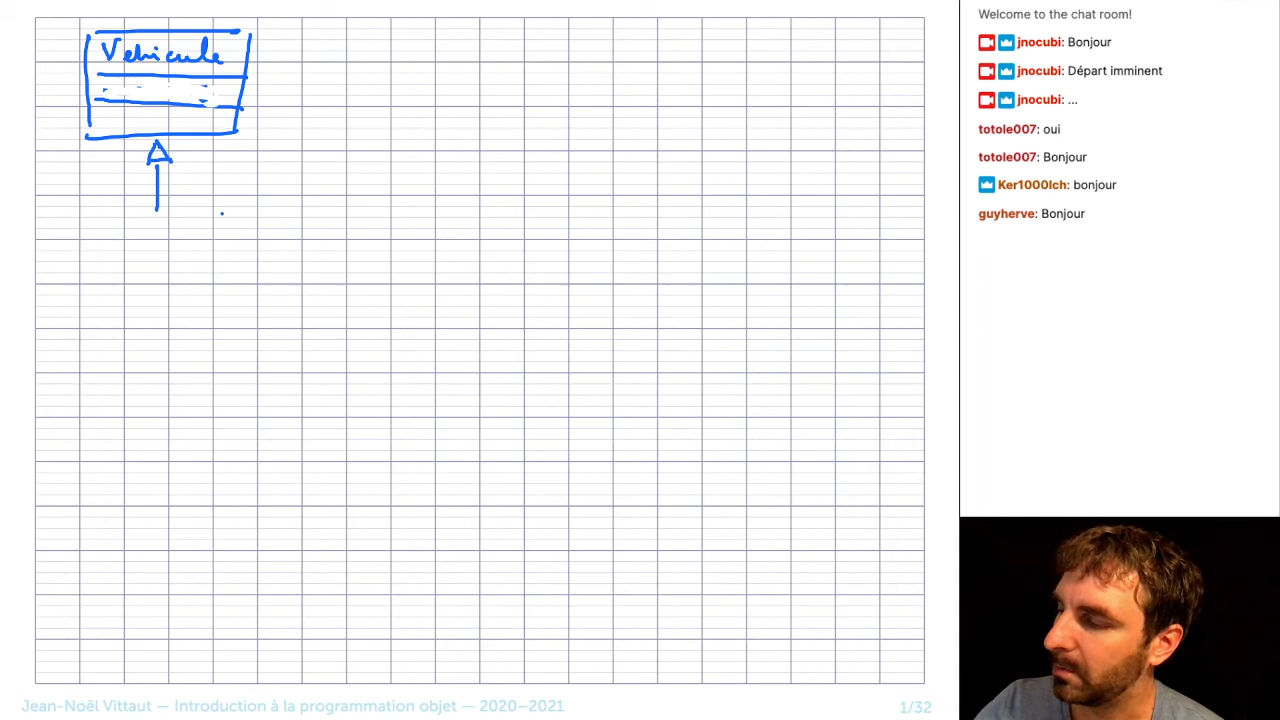 Vehicule
Jean-Noël Vittaut — Introduction à la programmation objet — 2020–2021
1/32
Welcome to the chat room!
jnocubi: Bonjour
jnocubi: Départ imminent
jnocubi: ...
totole007: oui
totole007: Bonjour
Ker1000lch: bonjour
guyherve: Bonjour